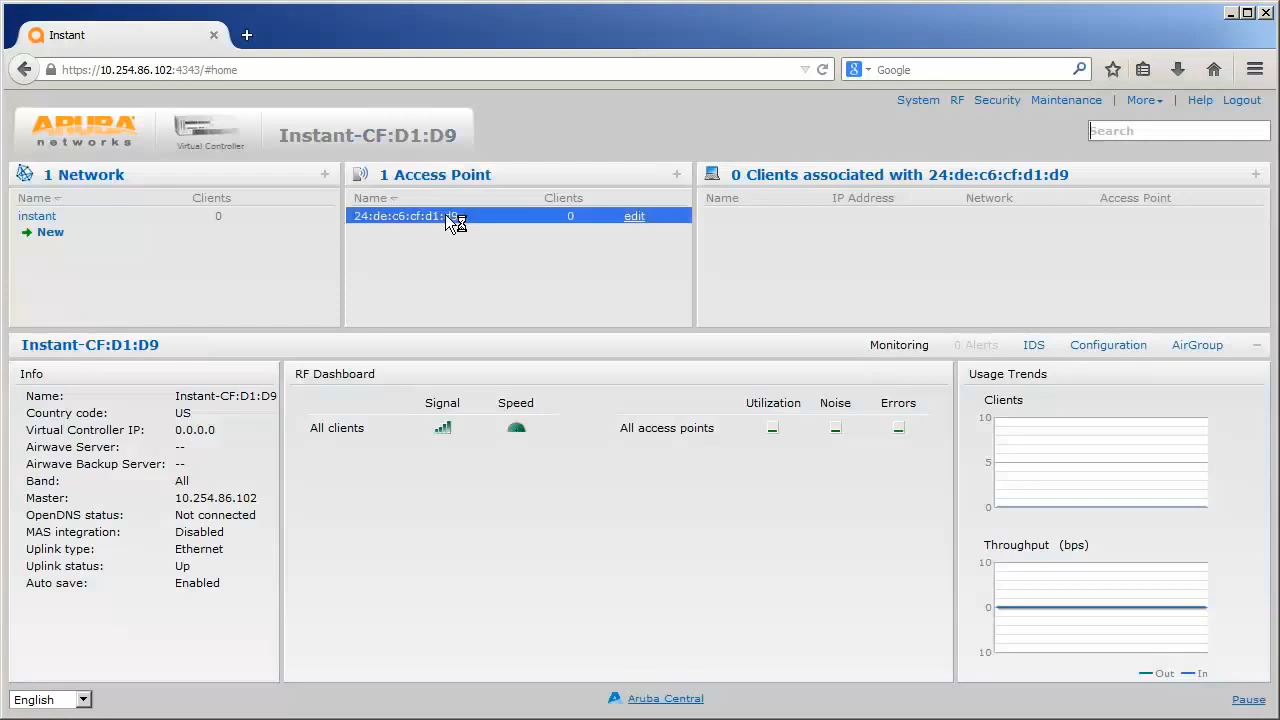 Instant
https://10.254.86.102:4343/#home
Google
System RF Security Maintenance | More | Help Logout
ARUBA
networks
Virtual Controller
Instant-CF:D1:D9
Search
1 Network +
Name Clients
instant 0
New
1 Access Point +
Name Clients
24:de:c6:cf:d1:d9 0 edit
0 Clients associated with 24:de:c6:cf:d1:d9 +
Name IP Address Network Access Point
Instant-CF:D1:D9
Monitoring 0 Alerts IDS Configuration AirGroup
Info
Name: Instant-CF:D1:D9
Country code: US
Virtual Controller IP: 0.0.0.0
Airwave Server: --
Airwave Backup Server: --
Band: All
Master: 10.254.86.102
OpenDNS status: Not connected
MAS integration: Disabled
Uplink type: Ethernet
Uplink status: Up
Auto save: Enabled
RF Dashboard
Signal Speed Utilization Noise Errors
All clients All access points
Usage Trends
Clients
10
5
0
Throughput (bps)
10
0
10
Out In
English
Aruba Central
Pause